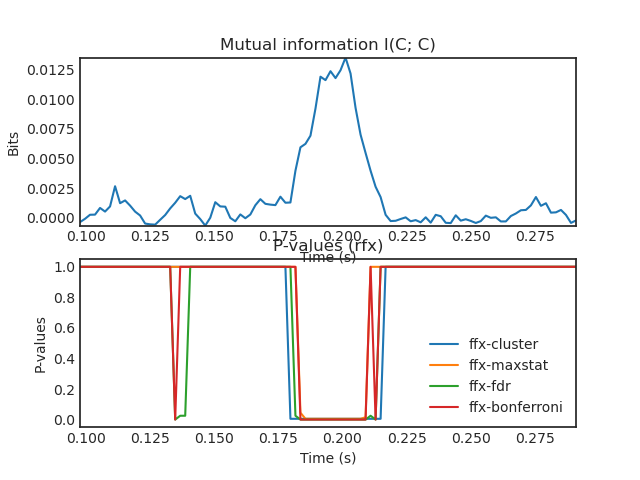 Mutual information I(C; C)
Bits
0.0125
0.0100
0.0075
0.0050
0.0025
0.0000
0.100 0.125 0.150 0.175 0.200 0.225 0.250 0.275
Time (s)
P-values (rfx)
P-values
1.0
0.8
0.6
0.4
0.2
0.0
ffx-cluster
ffx-maxstat
ffx-fdr
ffx-bonferroni
0.100 0.125 0.150 0.175 0.200 0.225 0.250 0.275
Time (s)